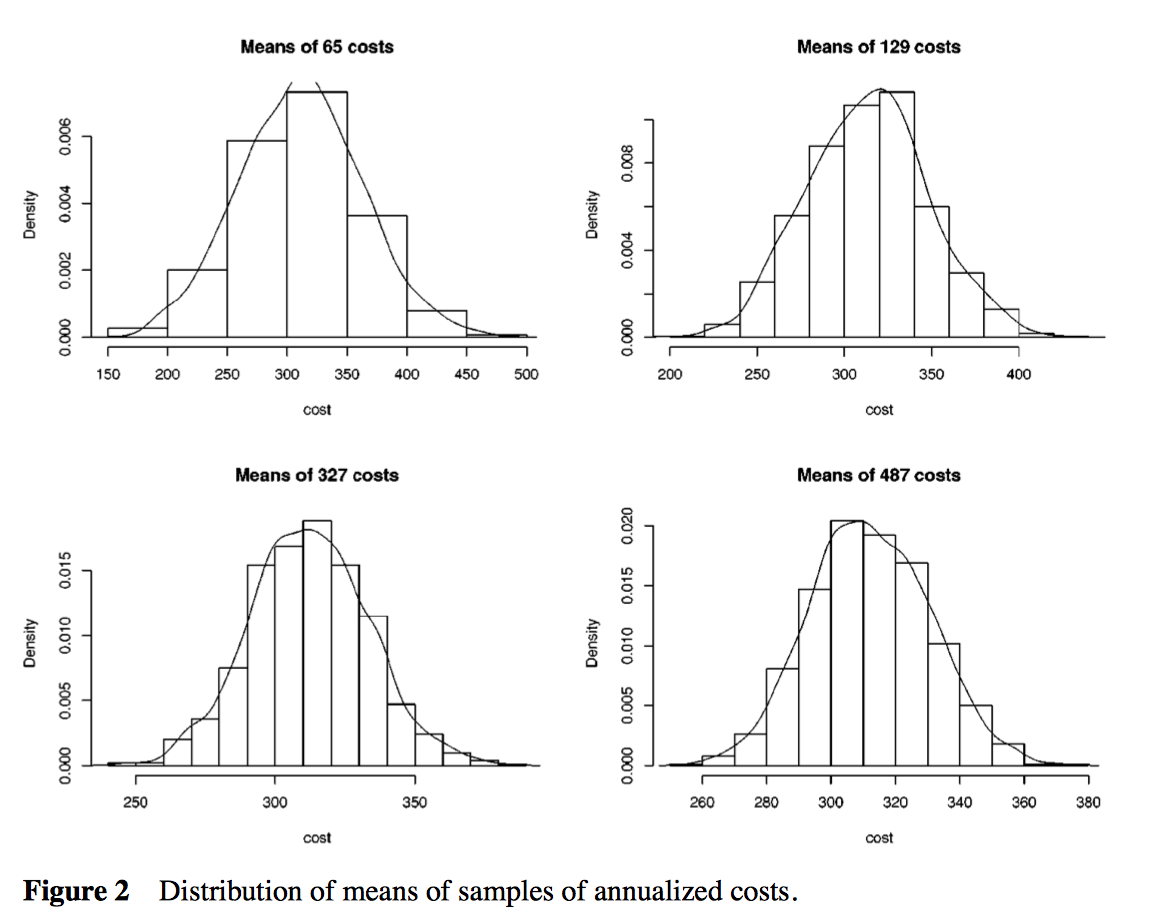 Means of 65 costs
Density
0.000 0.002 0.004 0.006
150 200 250 300 350 400 450 500
cost
Means of 129 costs
Density
0.000 0.004 0.008
200 250 300 350 400
cost
Means of 327 costs
Density
0.000 0.005 0.010 0.015
250 300 350
cost
Means of 487 costs
Density
0.000 0.005 0.010 0.015 0.020
260 280 300 320 340 360 380
cost
Figure 2 Distribution of means of samples of annualized costs.